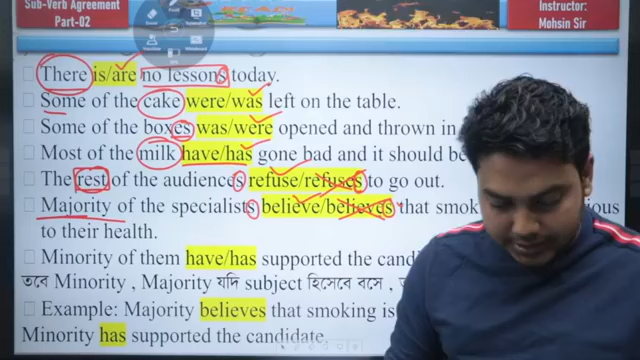 Sub-Verb Agreement
Part-02
Instructor:
Mohsin Sir
There is/are no lessons today.
Some of the cake were/was left on the table.
Some of the boxes was/were opened and thrown in
Most of the milk have/has gone bad and it should be
The rest of the audiences refuse/refuses to go out.
Majority of the specialists believe/believes that smok ious
to their health.
Minority of them have/has supported the cand
তবে Minority , Majority যদি subject হিসেবে বসে ,
Example: Majority believes that smoking is
Minority has supported the candidate.